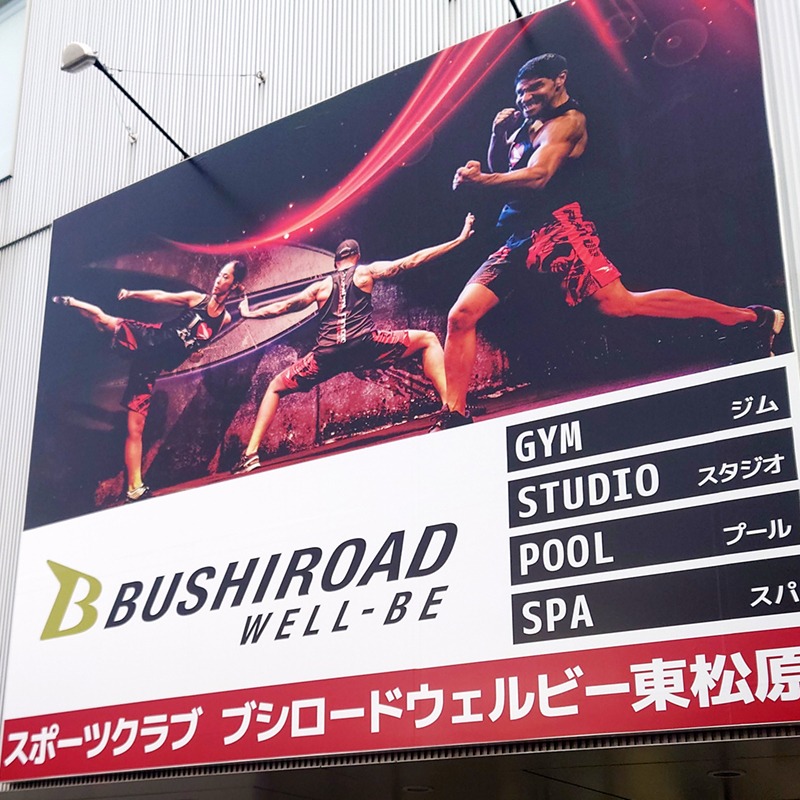 GYM ジム
STUDIO スタジオ
POOL プール
SPA スパ
BUSHIROAD
WELL-BE
スポーツクラブ ブシロードウェルビー東松原